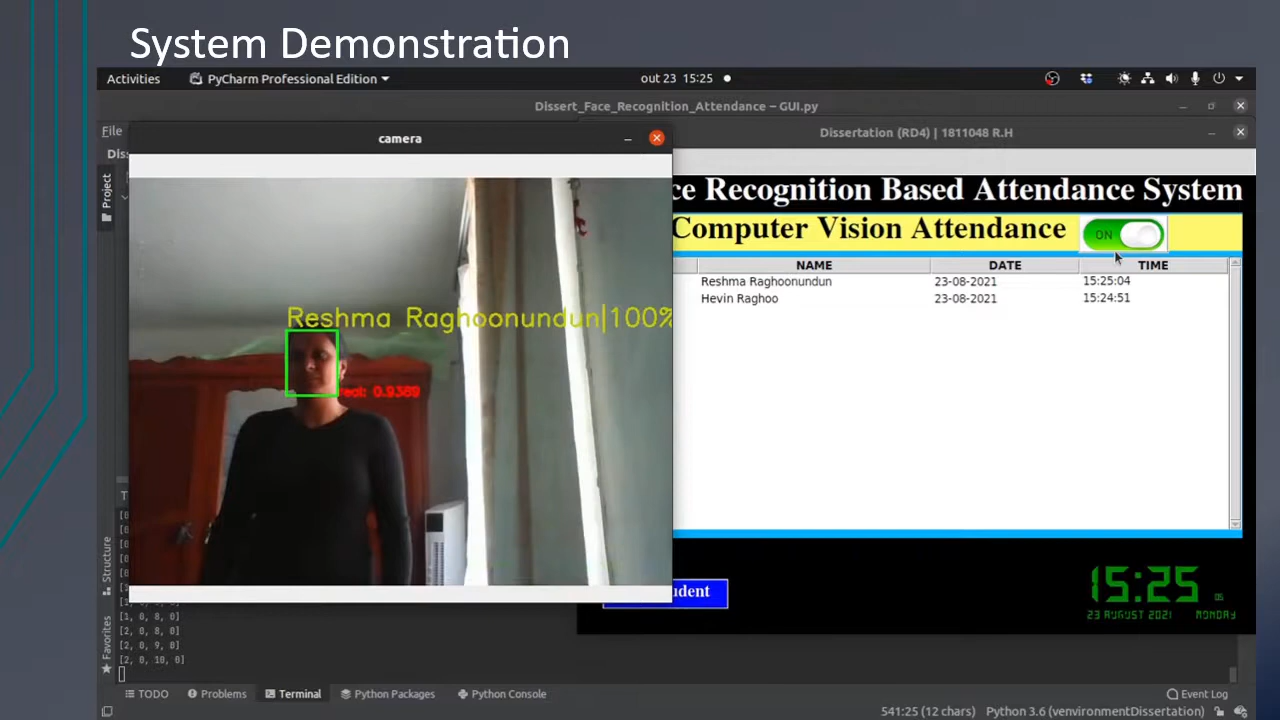 System Demonstration
Activities PyCharm Professional Edition out 23 15:25
Dissert_Face_Recognition_Attendance – GUI.py
File
Dissertation (RD4) | 1811048 R.H
camera
Project
ce Recognition Based Attendance System
Computer Vision Attendance ON
NAME DATE TIME
Reshma Raghoonundun 23-08-2021 15:25:04
Hevin Raghoo 23-08-2021 15:24:51
Reshma Raghoonundun|100%
real: 0.9389
Structure
Favorites
udent
15:25 05
23 AUGUST 2021 MONDAY
[1, 0, 8, 0]
[2, 0, 8, 0]
[2, 0, 9, 0]
[2, 0, 10, 0]
TODO Problems Terminal Python Packages Python Console Event Log
541:25 (12 chars) Python 3.6 (venvironmentDissertation)